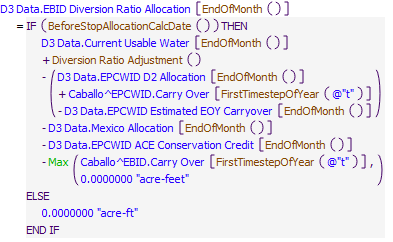 D3 Data.EBID Diversion Ratio Allocation [EndOfMonth ()]
= IF (BeforeStopAllocationCalcDate ()) THEN
D3 Data.Current Usable Water [EndOfMonth ()]
+ Diversion Ratio Adjustment ()
- (D3 Data.EPCWID D2 Allocation [EndOfMonth ()]
+ Caballo^EPCWID.Carry Over [FirstTimestepOfYear (@"t")]
- D3 Data.EPCWID Estimated EOY Carryover [EndOfMonth ()])
- D3 Data.Mexico Allocation [EndOfMonth ()]
- D3 Data.EPCWID ACE Conservation Credit [EndOfMonth ()]
- Max (Caballo^EBID.Carry Over [FirstTimestepOfYear (@"t")],
0.0000000 "acre-feet")
ELSE
0.0000000 "acre-ft"
END IF